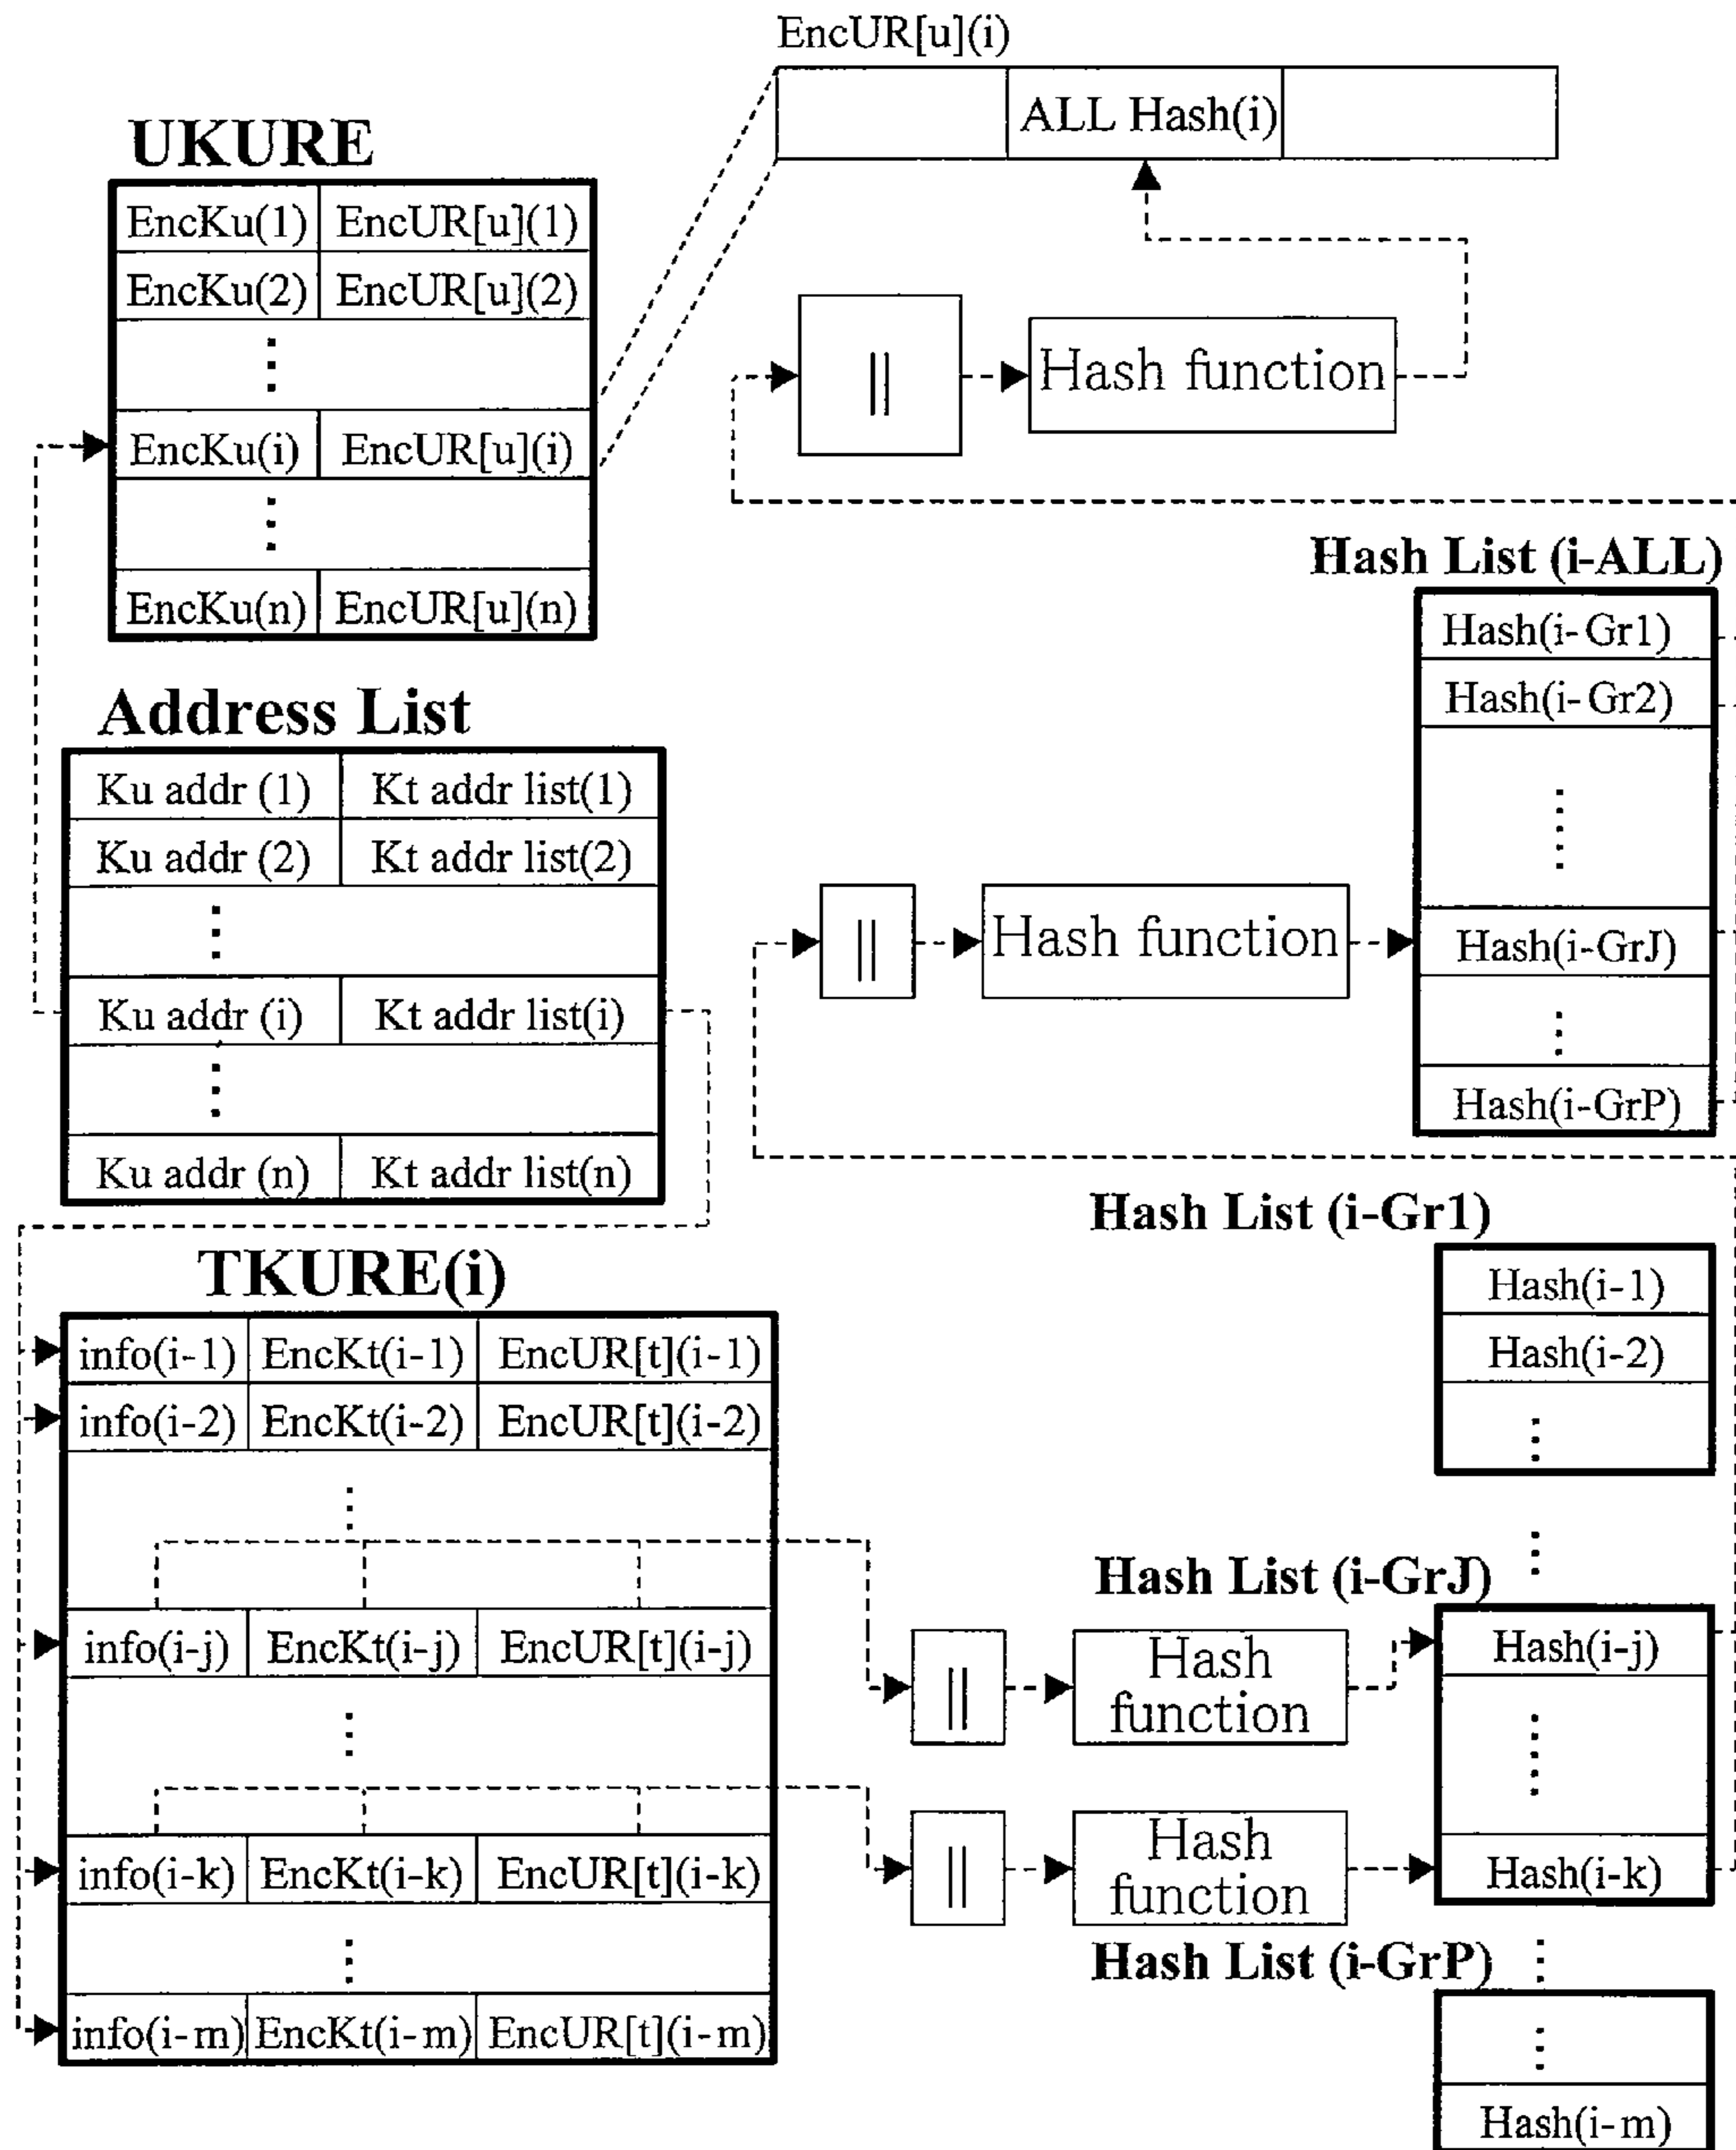 EncUR[u](i)
ALL Hash(i)
UKURE
EncKu(1) EncUR[u](1)
EncKu(2) EncUR[u](2)
EncKu(i) EncUR[u](i)
EncKu(n) EncUR[u](n)
|| Hash function
Hash List (i-ALL)
Hash(i-Gr1)
Hash(i-Gr2)
Hash(i-GrJ)
Hash(i-GrP)
|| Hash function
Address List
Ku addr (1) Kt addr list(1)
Ku addr (2) Kt addr list(2)
Ku addr (i) Kt addr list(i)
Ku addr (n) Kt addr list(n)
Hash List (i-Gr1)
Hash(i-1)
Hash(i-2)
TKURE(i)
info(i-1) EncKt(i-1) EncUR[t](i-1)
info(i-2) EncKt(i-2) EncUR[t](i-2)
info(i-j) EncKt(i-j) EncUR[t](i-j)
info(i-k) EncKt(i-k) EncUR[t](i-k)
info(i-m) EncKt(i-m) EncUR[t](i-m)
Hash List (i-GrJ)
|| Hash
function
Hash(i-j)
|| Hash
function
Hash(i-k)
Hash List (i-GrP)
Hash(i-m)